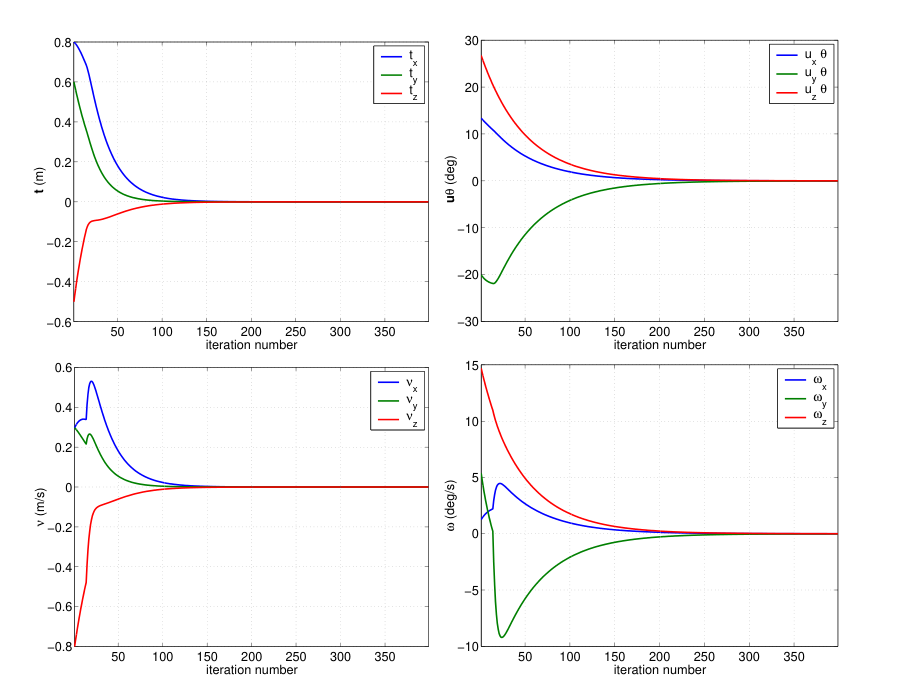 0.8
0.6
0.4
0.2
0
−0.2
−0.4
−0.6
t (m)
50 100 150 200 250 300 350
iteration number
t_x
t_y
t_z
30
20
10
0
−10
−20
−30
uθ (deg)
50 100 150 200 250 300 350
iteration number
u_x θ
u_y θ
u_z θ
0.6
0.4
0.2
0
−0.2
−0.4
−0.6
−0.8
ν (m/s)
50 100 150 200 250 300 350
iteration number
ν_x
ν_y
ν_z
15
10
5
0
−5
−10
ω (deg/s)
50 100 150 200 250 300 350
iteration number
ω_x
ω_y
ω_z